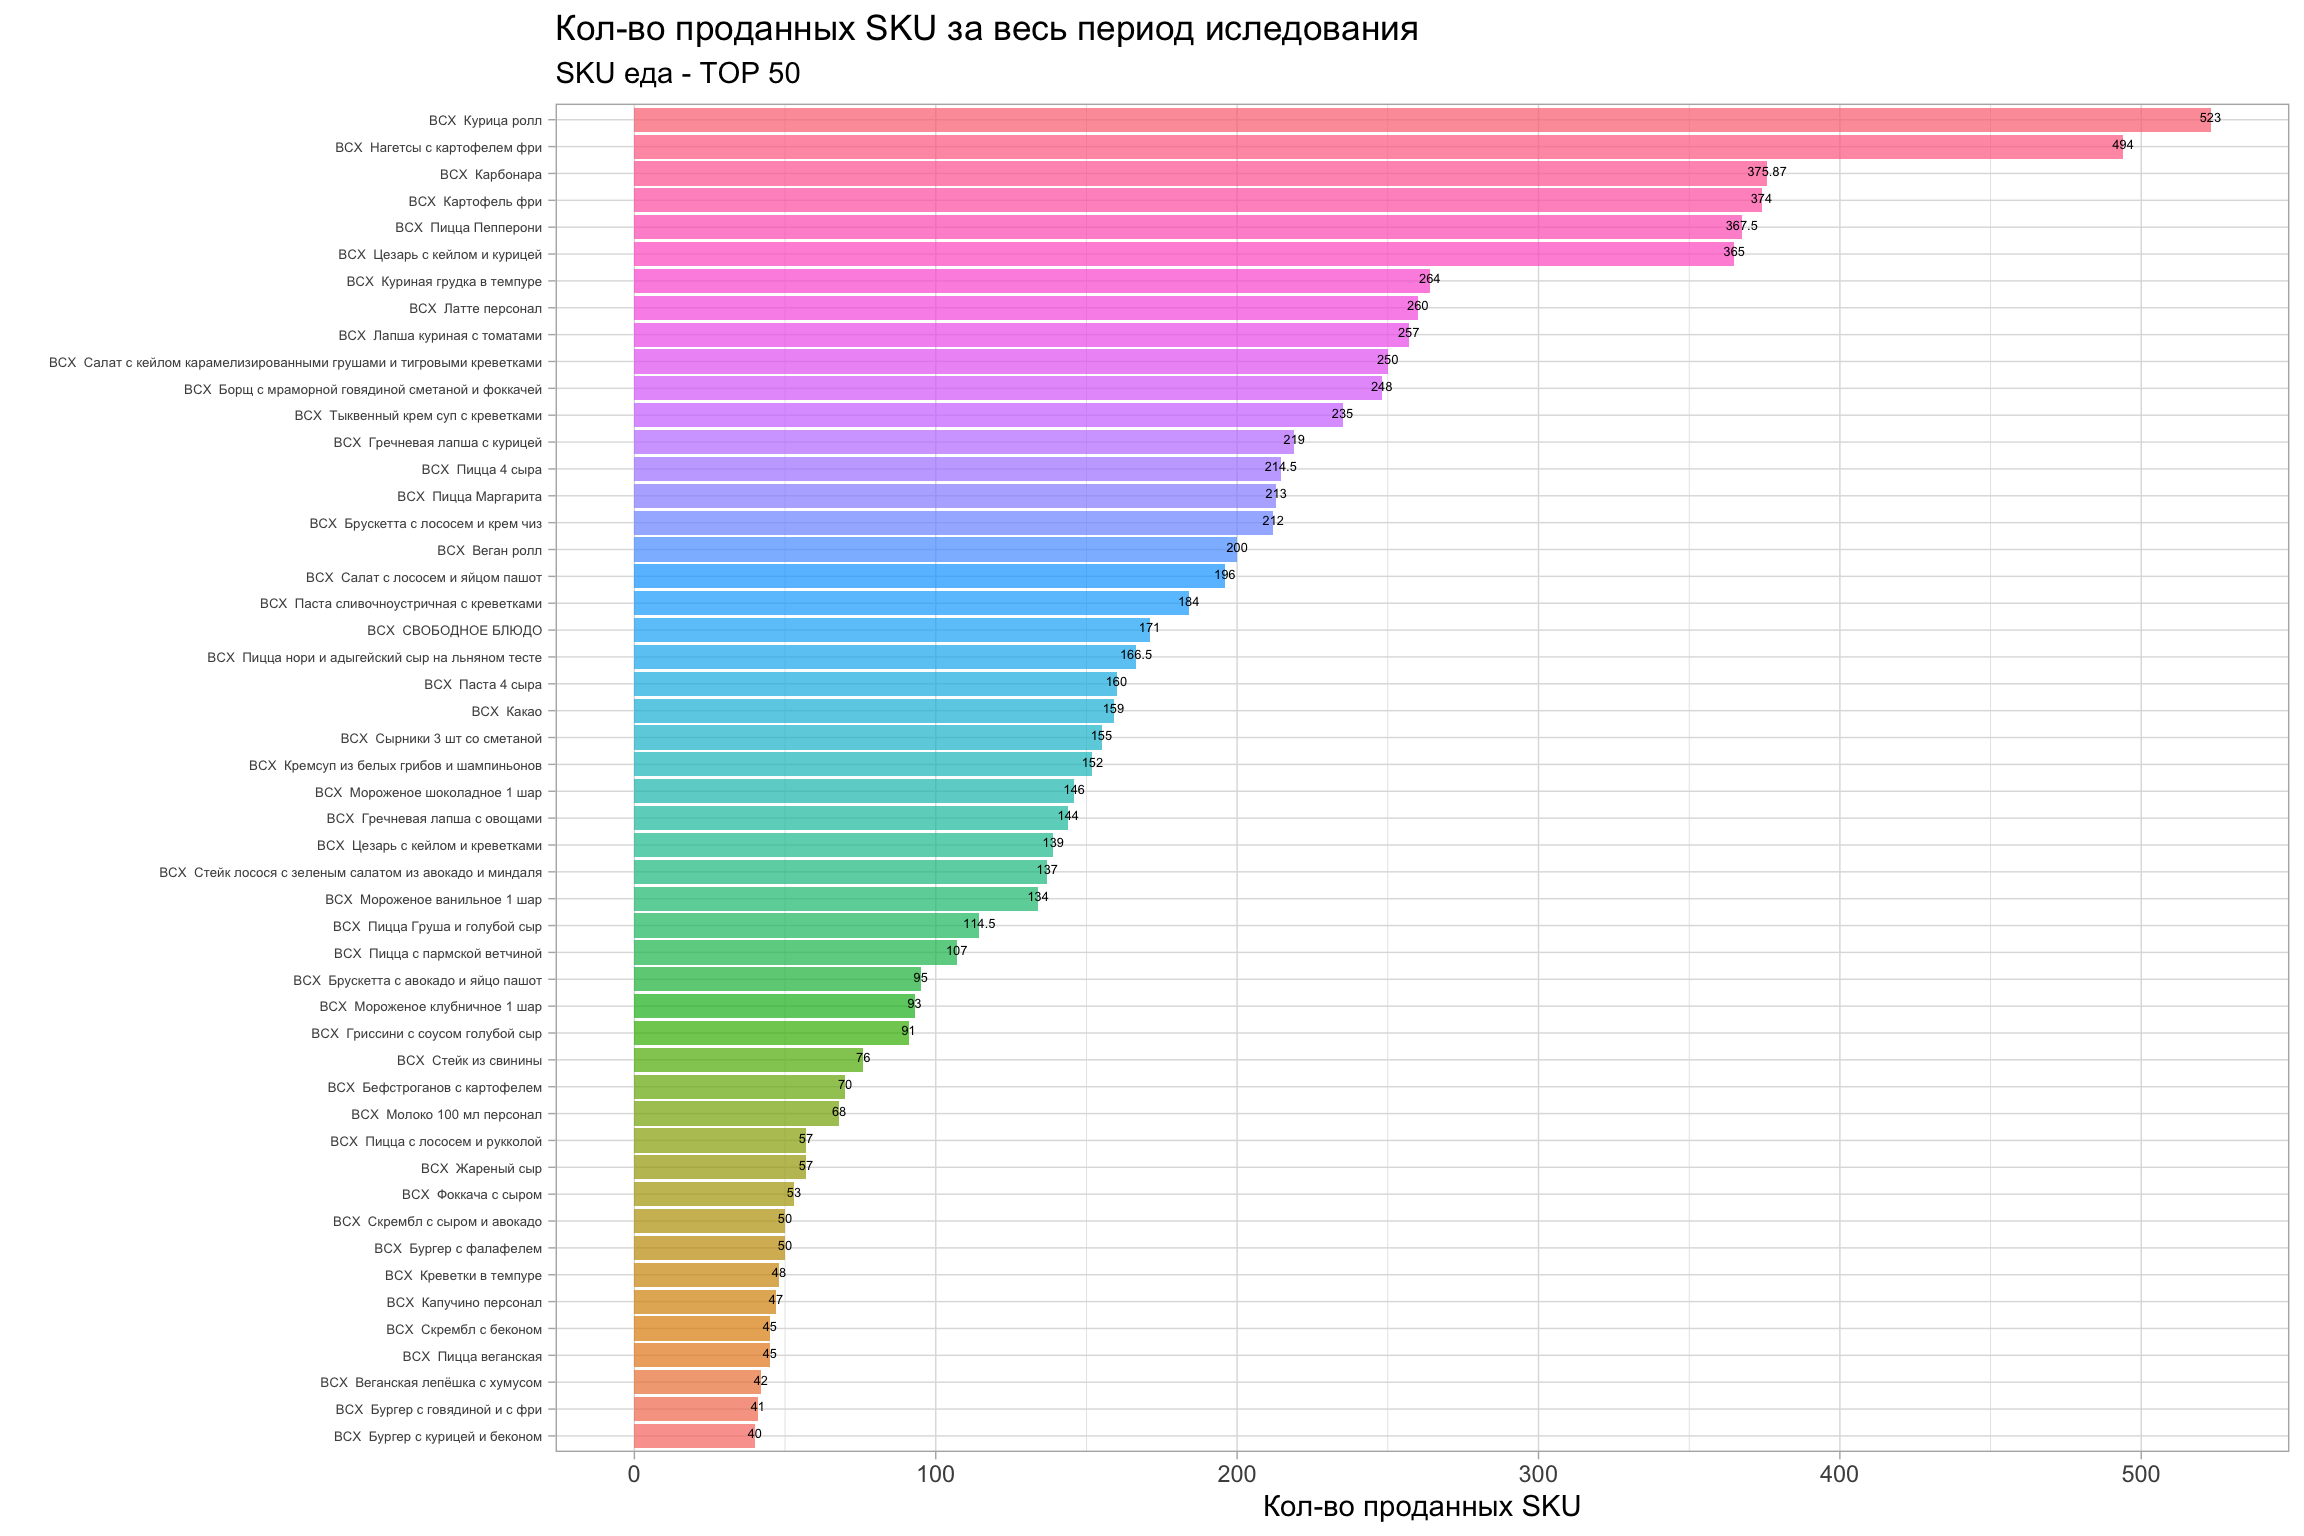 Кол-во проданных SKU за весь период иследования
SKU еда - TOP 50
ВСХ Курица ролл 523
ВСХ Нагетсы с картофелем фри 494
ВСХ Карбонара 375.87
ВСХ Картофель фри 374
ВСХ Пицца Пепперони 367.5
ВСХ Цезарь с кейлом и курицей 365
ВСХ Куриная грудка в темпуре 264
ВСХ Латте персонал 260
ВСХ Лапша куриная с томатами 257
ВСХ Салат с кейлом карамелизированными грушами и тигровыми креветками 250
ВСХ Борщ с мраморной говядиной сметаной и фоккачей 248
ВСХ Тыквенный крем суп с креветками 235
ВСХ Гречневая лапша с курицей 219
ВСХ Пицца 4 сыра 214.5
ВСХ Пицца Маргарита 213
ВСХ Брускетта с лососем и крем чиз 212
ВСХ Веган ролл 200
ВСХ Салат с лососем и яйцом пашот 196
ВСХ Паста сливочноустричная с креветками 184
ВСХ СВОБОДНОЕ БЛЮДО 171
ВСХ Пицца нори и адыгейский сыр на льняном тесте 166.5
ВСХ Паста 4 сыра 160
ВСХ Какао 159
ВСХ Сырники 3 шт со сметаной 155
ВСХ Кремсуп из белых грибов и шампиньонов 152
ВСХ Мороженое шоколадное 1 шар 146
ВСХ Гречневая лапша с овощами 144
ВСХ Цезарь с кейлом и креветками 139
ВСХ Стейк лосося с зеленым салатом из авокадо и миндаля 137
ВСХ Мороженое ванильное 1 шар 134
ВСХ Пицца Груша и голубой сыр 114.5
ВСХ Пицца с пармской ветчиной 107
ВСХ Брускетта с авокадо и яйцо пашот 95
ВСХ Мороженое клубничное 1 шар 93
ВСХ Гриссини с соусом голубой сыр 91
ВСХ Стейк из свинины 76
ВСХ Бефстроганов с картофелем 70
ВСХ Молоко 100 мл персонал 68
ВСХ Пицца с лососем и рукколой 57
ВСХ Жареный сыр 57
ВСХ Фоккача с сыром 53
ВСХ Скрембл с сыром и авокадо 50
ВСХ Бургер с фалафелем 50
ВСХ Креветки в темпуре 48
ВСХ Капучино персонал 47
ВСХ Скрембл с беконом 45
ВСХ Пицца веганская 45
ВСХ Веганская лепёшка с хумусом 42
ВСХ Бургер с говядиной и с фри 41
ВСХ Бургер с курицей и беконом 40
0 100 200 300 400 500
Кол-во проданных SKU